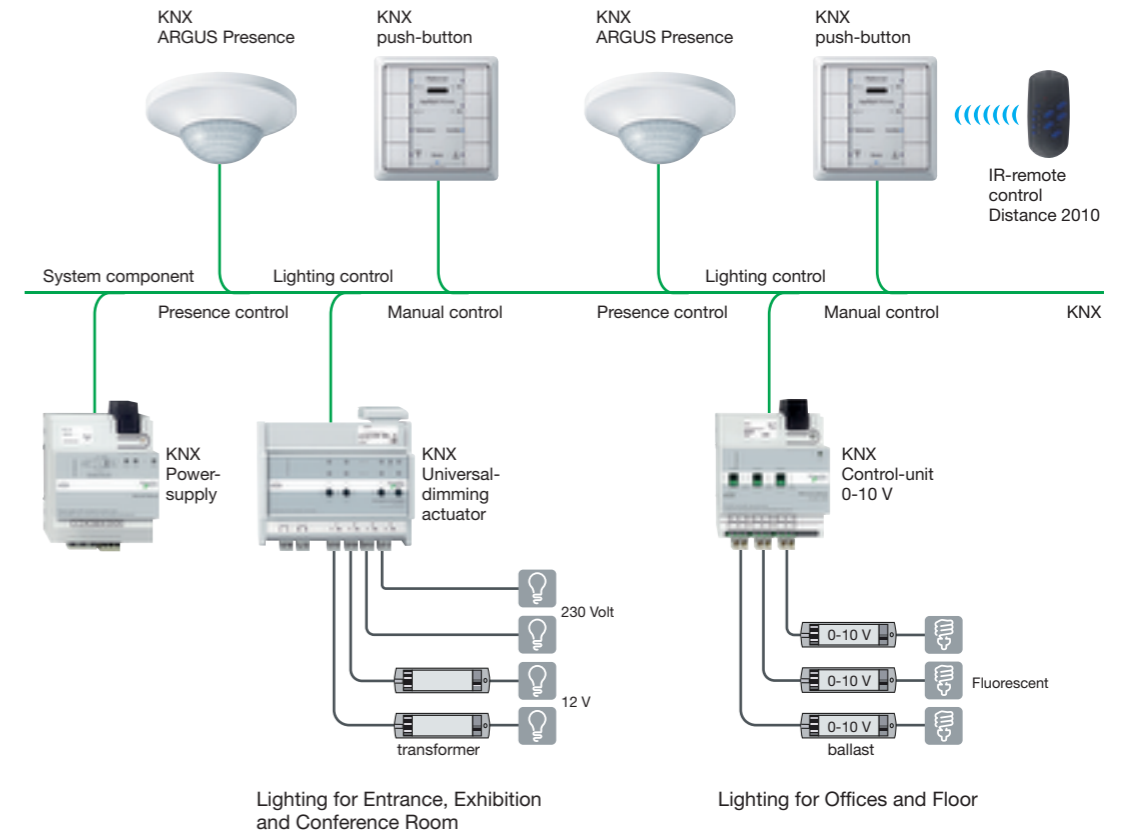 KNX
ARGUS Presence
KNX
push-button
KNX
ARGUS Presence
KNX
push-button
IR-remote
control
Distance 2010
System component
Lighting control
Lighting control
Presence control
Manual control
Presence control
Manual control
KNX
KNX
Power-
supply
KNX
Universal-
dimming
actuator
KNX
Control-unit
0-10 V
230 Volt
12 V
transformer
0-10 V
0-10 V
0-10 V
Fluorescent
ballast
Lighting for Entrance, Exhibition
and Conference Room
Lighting for Offices and Floor